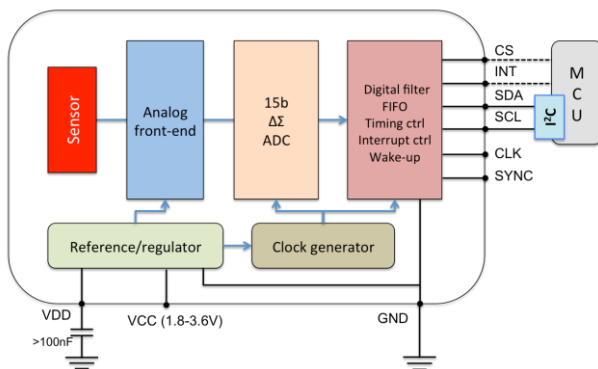 Sensor
Analog
front-end
15b
ΔΣ
ADC
Digital filter
FIFO
Timing ctrl
Interrupt ctrl
Wake-up
CS
INT
SDA
SCL
CLK
SYNC
I²C
M
C
U
Reference/regulator
Clock generator
VDD
VCC (1.8-3.6V)
GND
>100nF